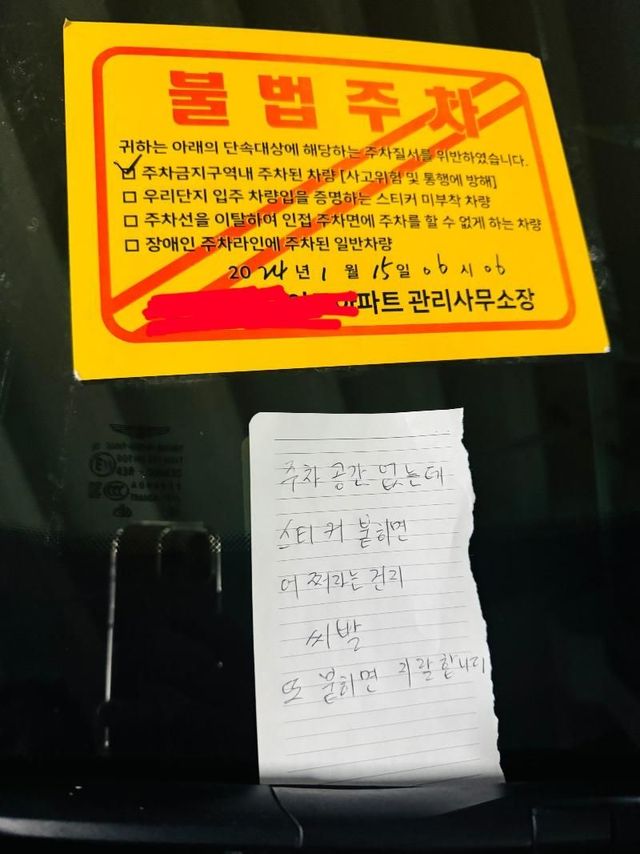 불법주차
귀하는 아래의 단속대상에 해당하는 주차질서를 위반하였습니다.
☑ 주차금지구역내 주차된 차량 [사고위험 및 통행에 방해]
□ 우리단지 입주 차량임을 증명하는 스티커 미부착 차량
□ 주차선을 이탈하여 인접 주차면에 주차를 할 수 없게 하는 차량
□ 장애인 주차라인에 주차된 일반차량
2024년 1월 15일 06시 06
아파트 관리사무소장
주차공간 없는데
스티커 붙히면
어쩌라는건지
씨발
또 붙히면 지랄합니다